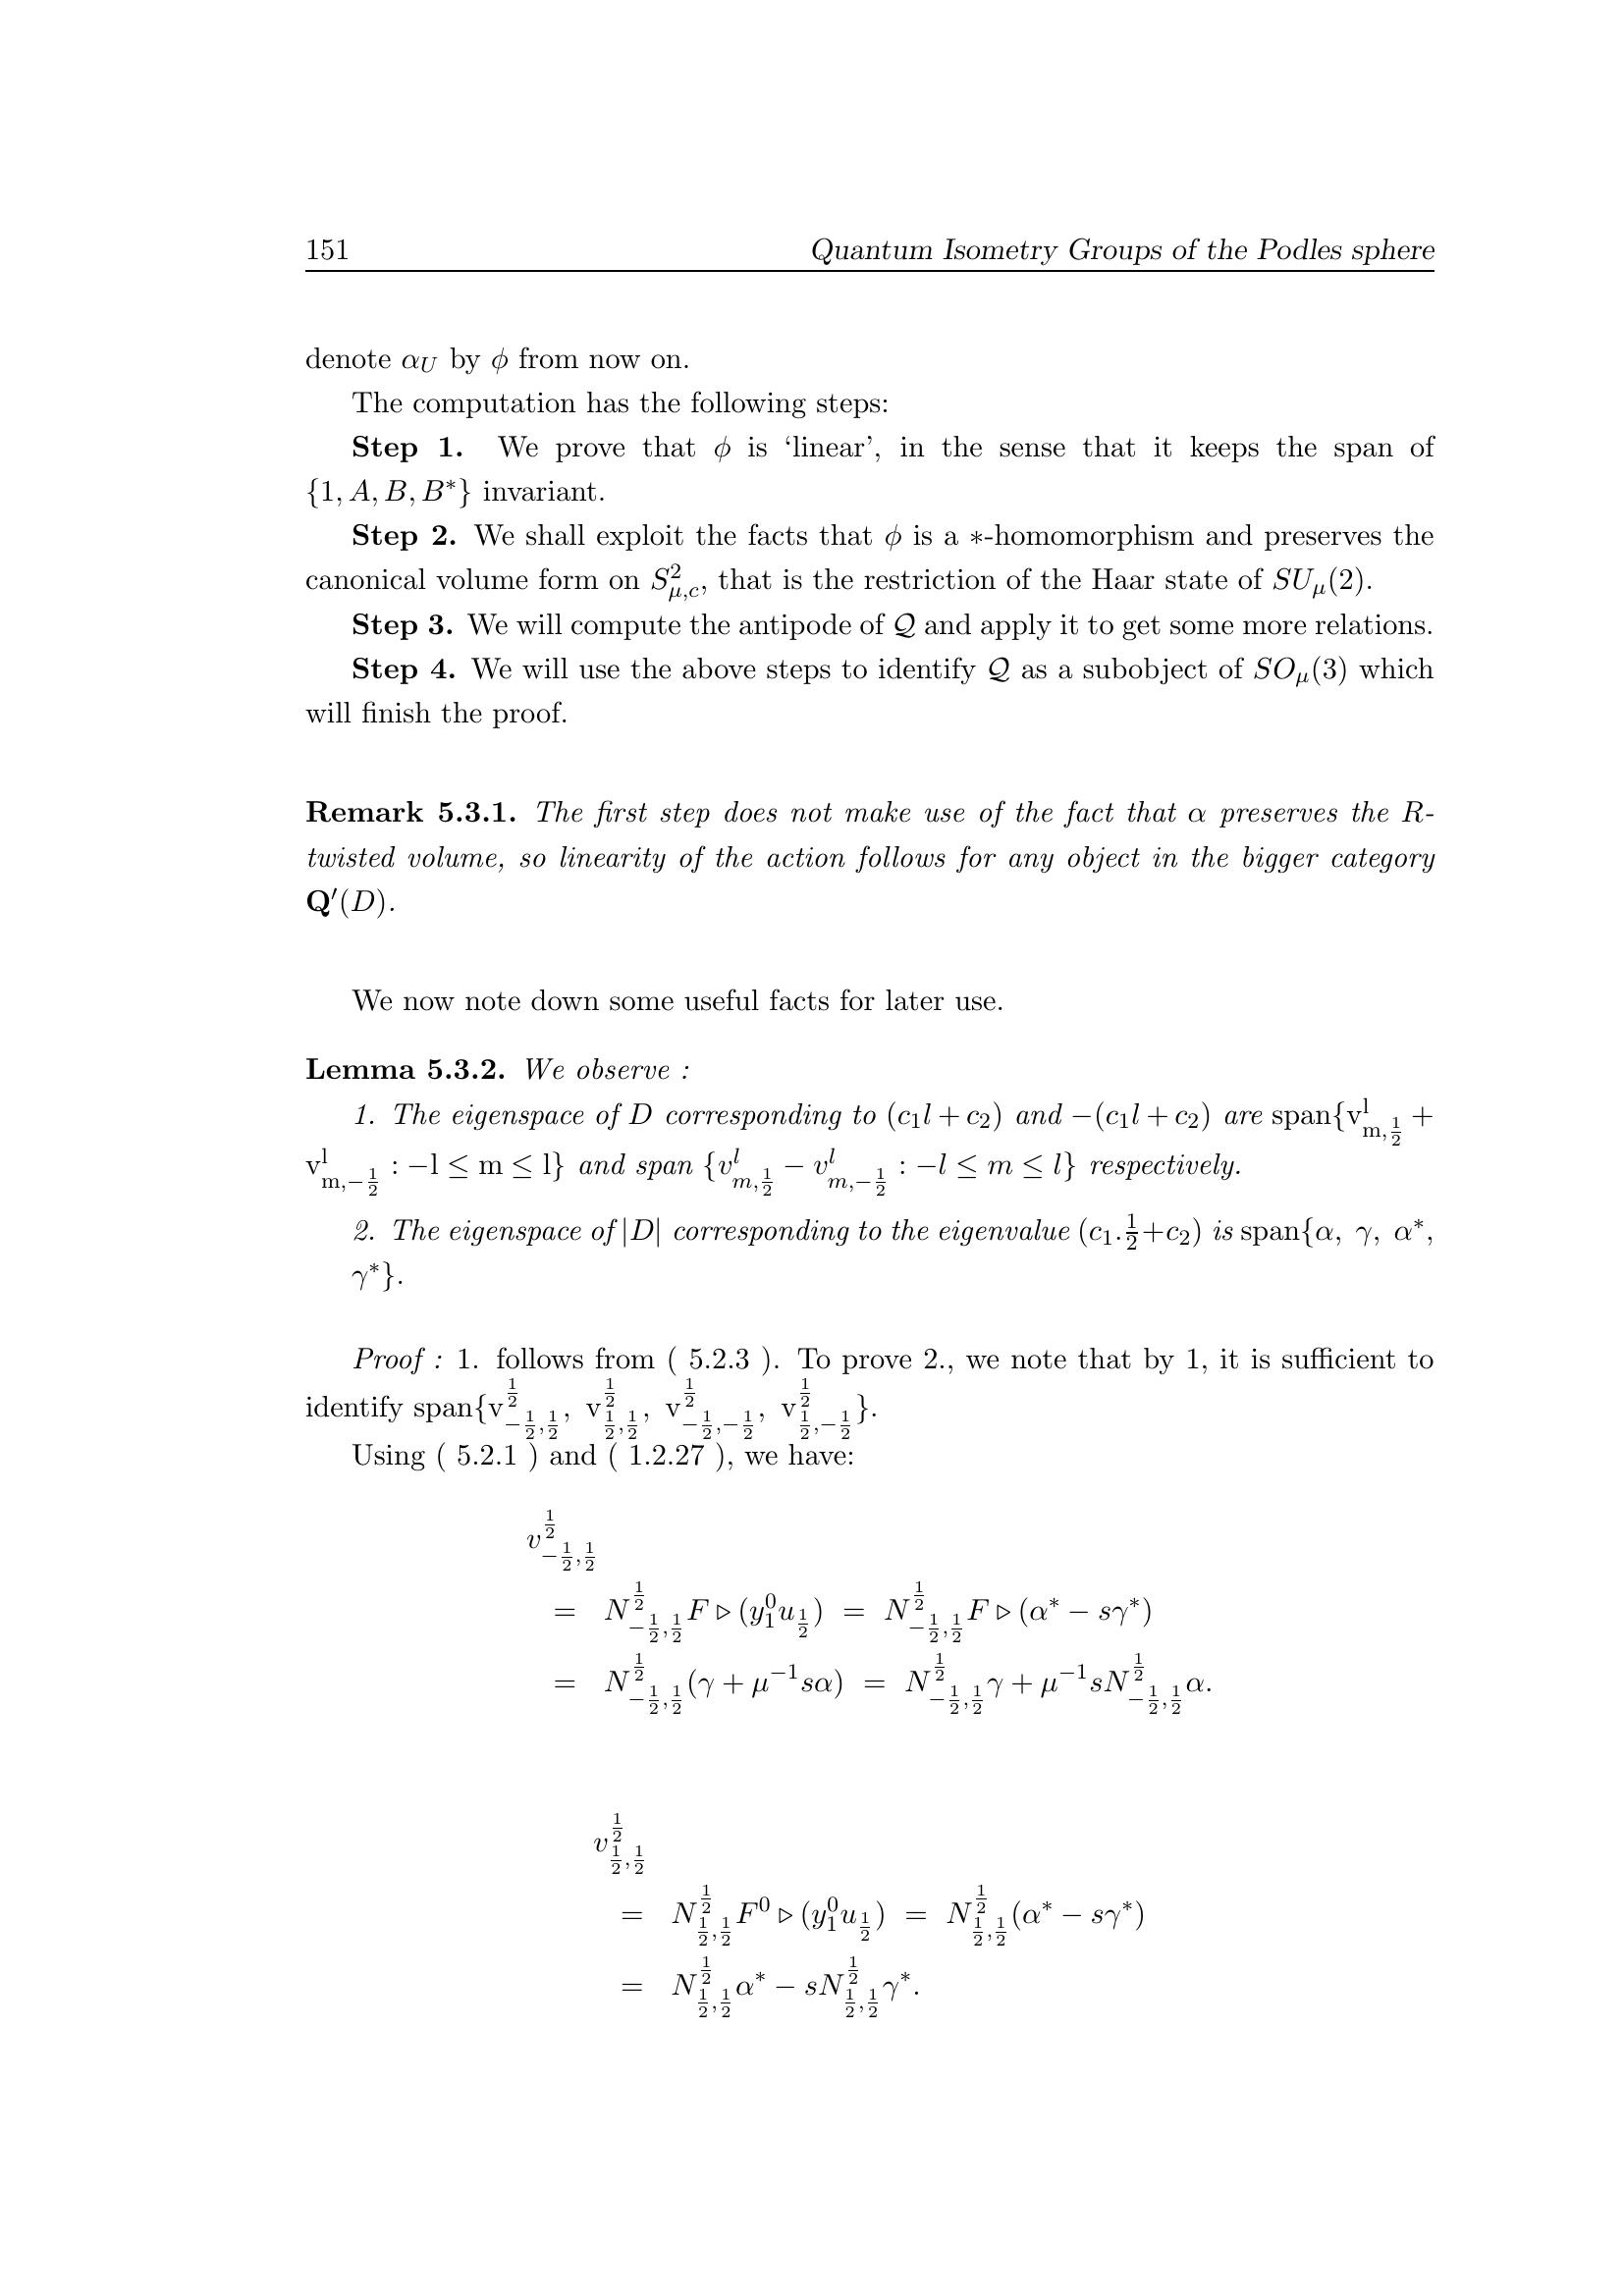 151 Quantum Isometry Groups of the Podles sphere
denote $\alpha_U$ by $\phi$ from now on.
The computation has the following steps:
Step 1. We prove that $\phi$ is ‘linear’, in the sense that it keeps the span of
$\{1, A, B, B^*\}$ invariant.
Step 2. We shall exploit the facts that $\phi$ is a $*$-homomorphism and preserves the
canonical volume form on $S^2_{\mu,c}$, that is the restriction of the Haar state of $SU_\mu(2)$.
Step 3. We will compute the antipode of $\mathcal{Q}$ and apply it to get some more relations.
Step 4. We will use the above steps to identify $\mathcal{Q}$ as a subobject of $SO_\mu(3)$ which
will finish the proof.
Remark 5.3.1. The first step does not make use of the fact that $\alpha$ preserves the $R$-
twisted volume, so linearity of the action follows for any object in the bigger category
$\mathbf{Q}'(D)$.
We now note down some useful facts for later use.
Lemma 5.3.2. We observe :
1. The eigenspace of $D$ corresponding to $(c_1 l + c_2)$ and $-(c_1 l + c_2)$ are span$\{\mathrm{v}^{\mathrm{l}}_{\mathrm{m},\frac{1}{2}} +$
$\mathrm{v}^{\mathrm{l}}_{\mathrm{m},-\frac{1}{2}} : -\mathrm{l} \leq \mathrm{m} \leq \mathrm{l}\}$ and span $\{v^l_{m,\frac{1}{2}} - v^l_{m,-\frac{1}{2}} : -l \leq m \leq l\}$ respectively.
2. The eigenspace of $|D|$ corresponding to the eigenvalue $(c_1.\frac{1}{2}+c_2)$ is span$\{\alpha, \gamma, \alpha^*,$
$\gamma^*\}$.
Proof : 1. follows from ( 5.2.3 ). To prove 2., we note that by 1, it is sufficient to
identify span$\{\mathrm{v}^{\frac{1}{2}}_{-\frac{1}{2},\frac{1}{2}}, \mathrm{v}^{\frac{1}{2}}_{\frac{1}{2},\frac{1}{2}}, \mathrm{v}^{\frac{1}{2}}_{-\frac{1}{2},-\frac{1}{2}}, \mathrm{v}^{\frac{1}{2}}_{\frac{1}{2},-\frac{1}{2}}\}$.
Using ( 5.2.1 ) and ( 1.2.27 ), we have:
$v^{\frac{1}{2}}_{-\frac{1}{2},\frac{1}{2}}$
$= N^{\frac{1}{2}}_{-\frac{1}{2},\frac{1}{2}} F \triangleright (y^0_1 u_{\frac{1}{2}}) = N^{\frac{1}{2}}_{-\frac{1}{2},\frac{1}{2}} F \triangleright (\alpha^* - s\gamma^*)$
$= N^{\frac{1}{2}}_{-\frac{1}{2},\frac{1}{2}} (\gamma + \mu^{-1} s\alpha) = N^{\frac{1}{2}}_{-\frac{1}{2},\frac{1}{2}} \gamma + \mu^{-1} s N^{\frac{1}{2}}_{-\frac{1}{2},\frac{1}{2}} \alpha.$
$v^{\frac{1}{2}}_{\frac{1}{2},\frac{1}{2}}$
$= N^{\frac{1}{2}}_{\frac{1}{2},\frac{1}{2}} F^0 \triangleright (y^0_1 u_{\frac{1}{2}}) = N^{\frac{1}{2}}_{\frac{1}{2},\frac{1}{2}} (\alpha^* - s\gamma^*)$
$= N^{\frac{1}{2}}_{\frac{1}{2},\frac{1}{2}} \alpha^* - s N^{\frac{1}{2}}_{\frac{1}{2},\frac{1}{2}} \gamma^*.$